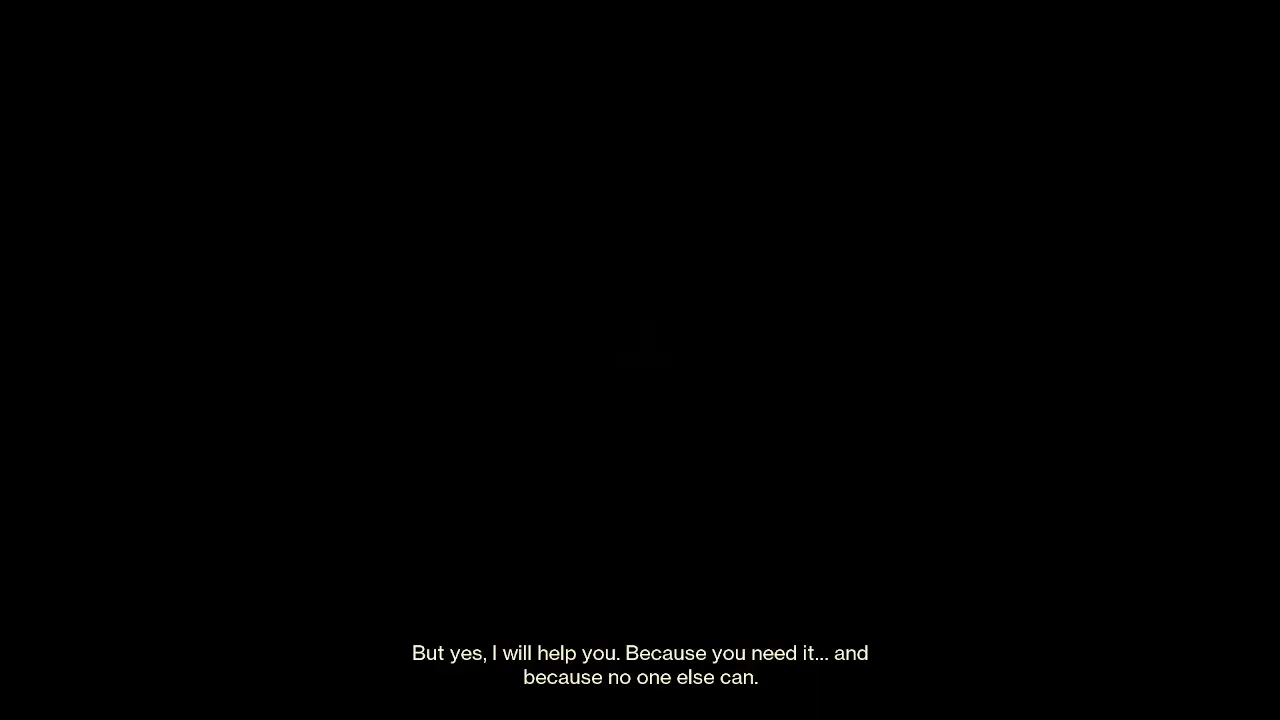 But yes, I will help you. Because you need it... and
because no one else can.